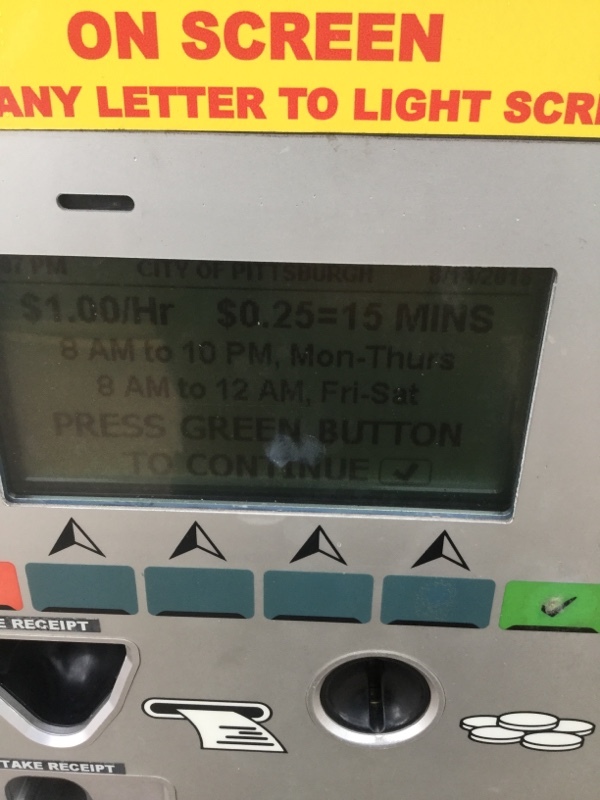 ON SCREEN
ANY LETTER TO LIGHT SCR
PM CITY OF PITTSBURGH
$1.00/Hr $0.25=15 MINS
8 AM to 10 PM, Mon-Thurs
8 AM to 12 AM, Fri-Sat
PRESS GREEN BUTTON
TO CONTINUE
E RECEIPT
TAKE RECEIPT